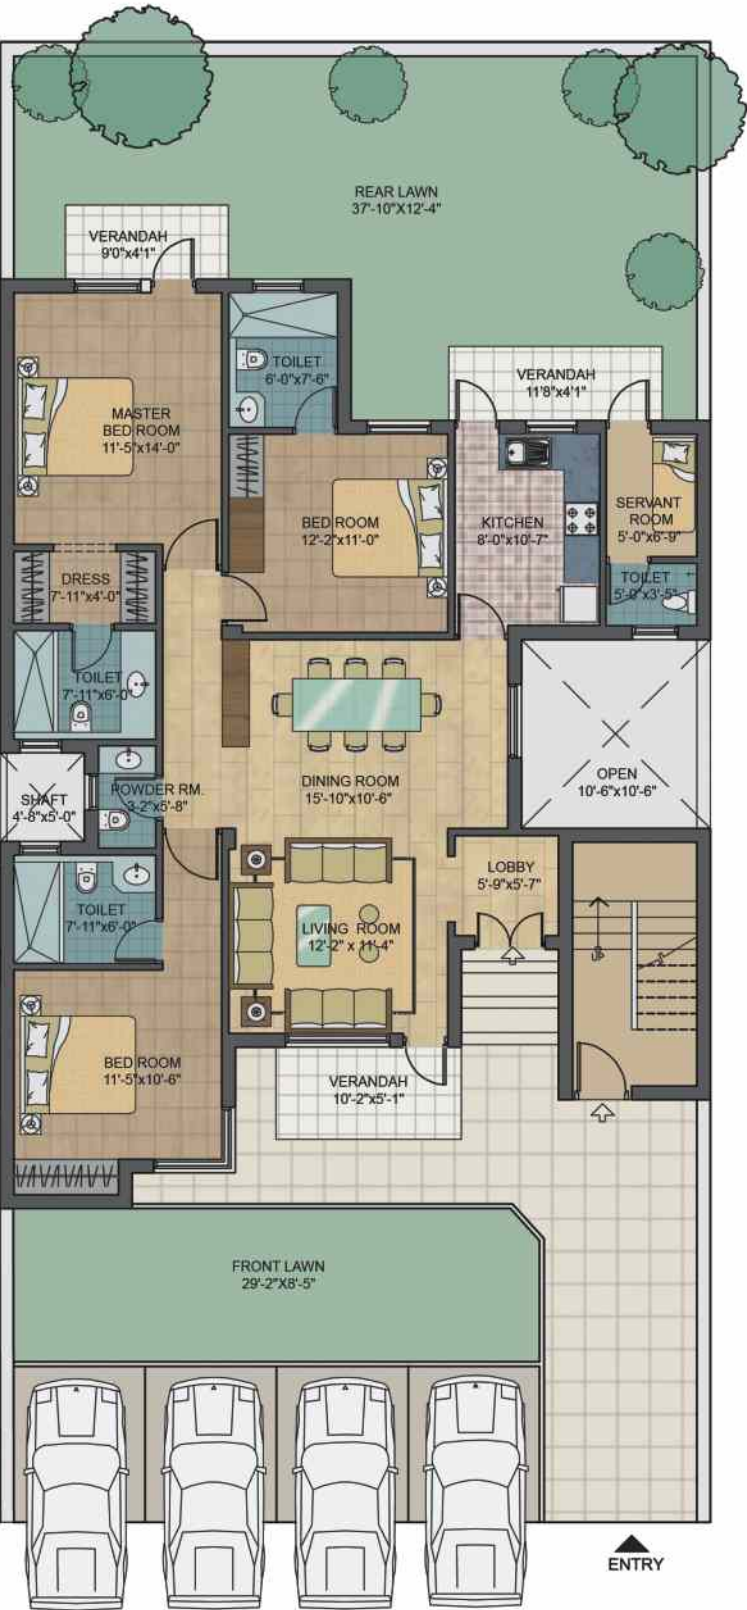 REAR LAWN
37'-10"X12'-4"
VERANDAH
9'0"x4'1"
TOILET
6'-0"x7'-6"
VERANDAH
11'8"x4'1"
MASTER
BED ROOM
11'-5"x14'-0"
BED ROOM
12'-2"x11'-0"
KITCHEN
8'-0"x10'-7"
SERVANT
ROOM
5'-0"x6'-9"
DRESS
7'-11"x4'-0"
TOILET
5'-0"x3'-5"
TOILET
7'-11"x6'-0"
DINING ROOM
15'-10"x10'-6"
OPEN
10'-6"x10'-6"
POWDER RM.
3-2"x5'-8"
SHAFT
4'-8"x5'-0"
LOBBY
5'-9"x5'-7"
TOILET
7'-11"x6'-0"
LIVING ROOM
12'-2" x 11'-4"
UP
BED ROOM
11'-5"x10'-6"
VERANDAH
10'-2"x5'-1"
FRONT LAWN
29'-2"X8'-5"
ENTRY